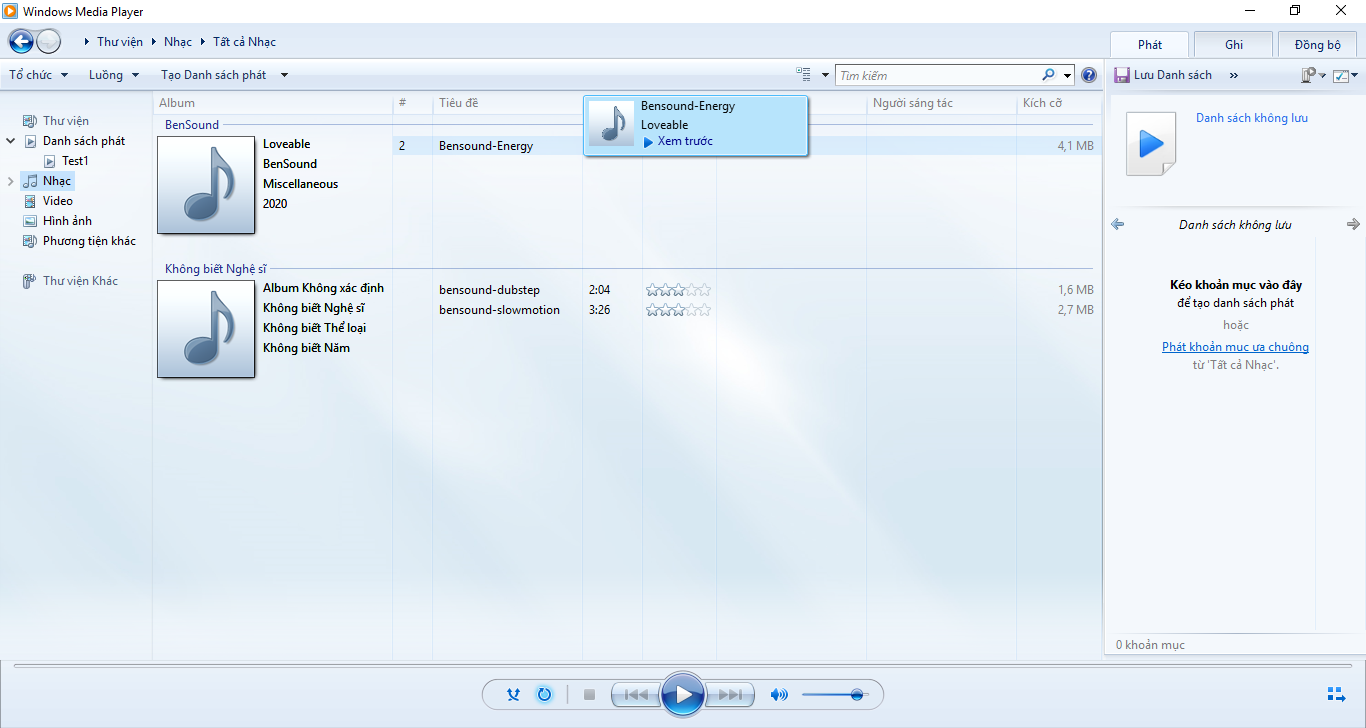 Windows Media Player
Thư viện Nhạc Tất cả Nhạc
Phát Ghi Đồng bộ
Tổ chức Luồng Tạo Danh sách phát
Tìm kiếm
Lưu Danh sách »
Thư viện
Danh sách phát
Test1
Nhạc
Video
Hình ảnh
Phương tiện khác
Thư viện Khác
Album # Tiêu đề Người sáng tác Kích cỡ
BenSound
Loveable
BenSound
Miscellaneous
2020
2 Bensound-Energy 4,1 MB
Bensound-Energy
Loveable
Xem trước
Không biết Nghệ sĩ
Album Không xác định
Không biết Nghệ sĩ
Không biết Thể loại
Không biết Năm
bensound-dubstep 2:04 1,6 MB
bensound-slowmotion 3:26 2,7 MB
Danh sách không lưu
Danh sách không lưu
Kéo khoản mục vào đây
để tạo danh sách phát
hoặc
Phát khoản mục ưa chuông
từ 'Tất cả Nhạc'.
0 khoản mục